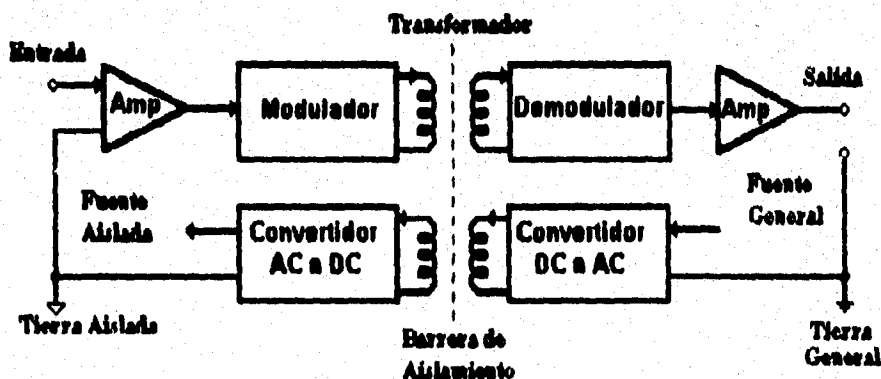 Transformador
Entrada
Salida
Amp
Modulador
Demodulador
Amp
Fuente
Aislada
Fuente
General
Convertidor
AC a DC
Convertidor
DC a AC
Tierra Aislada
Barrera de
Aislamiento
Tierra
General